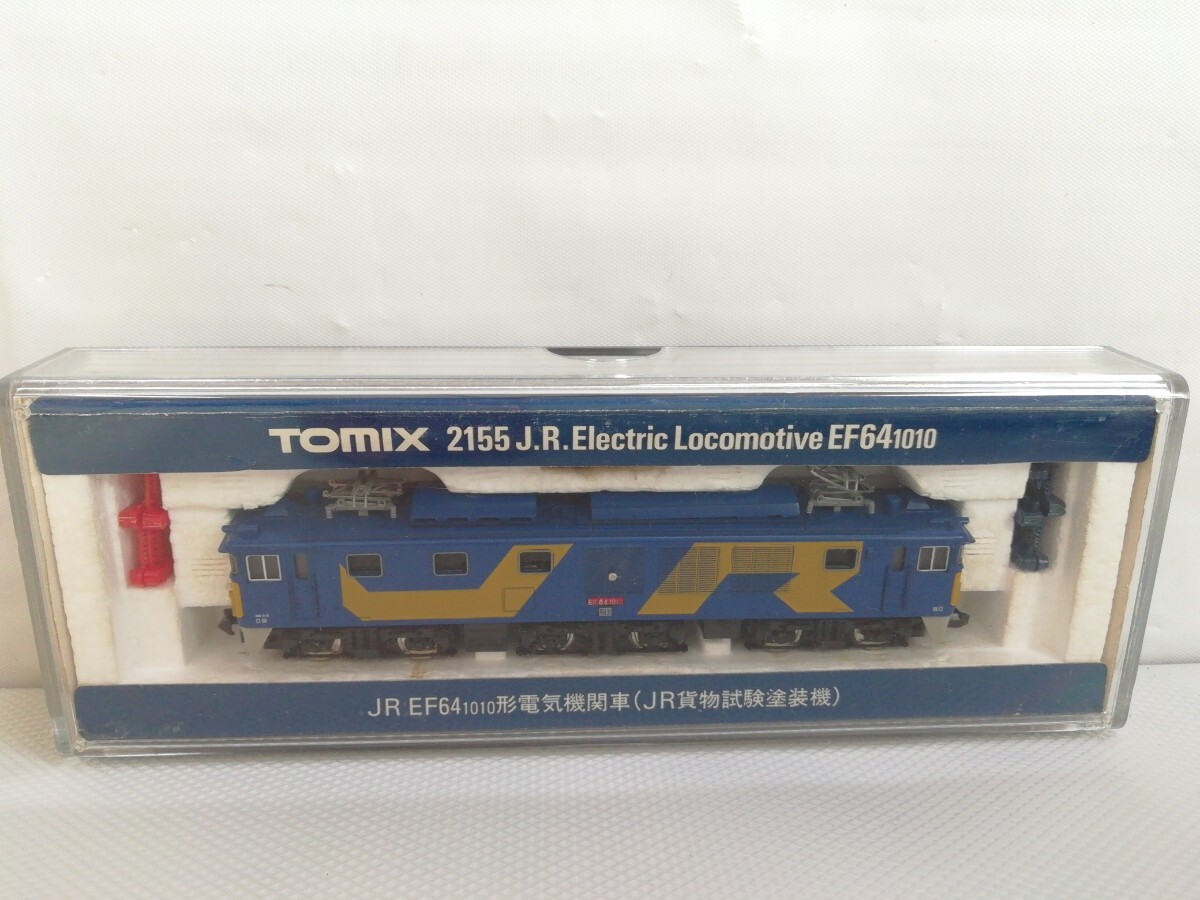 TOMIX 2155 J.R. Electric Locomotive EF641010
JR
JR EF641010形電気機関車(JR貨物試験塗装機)